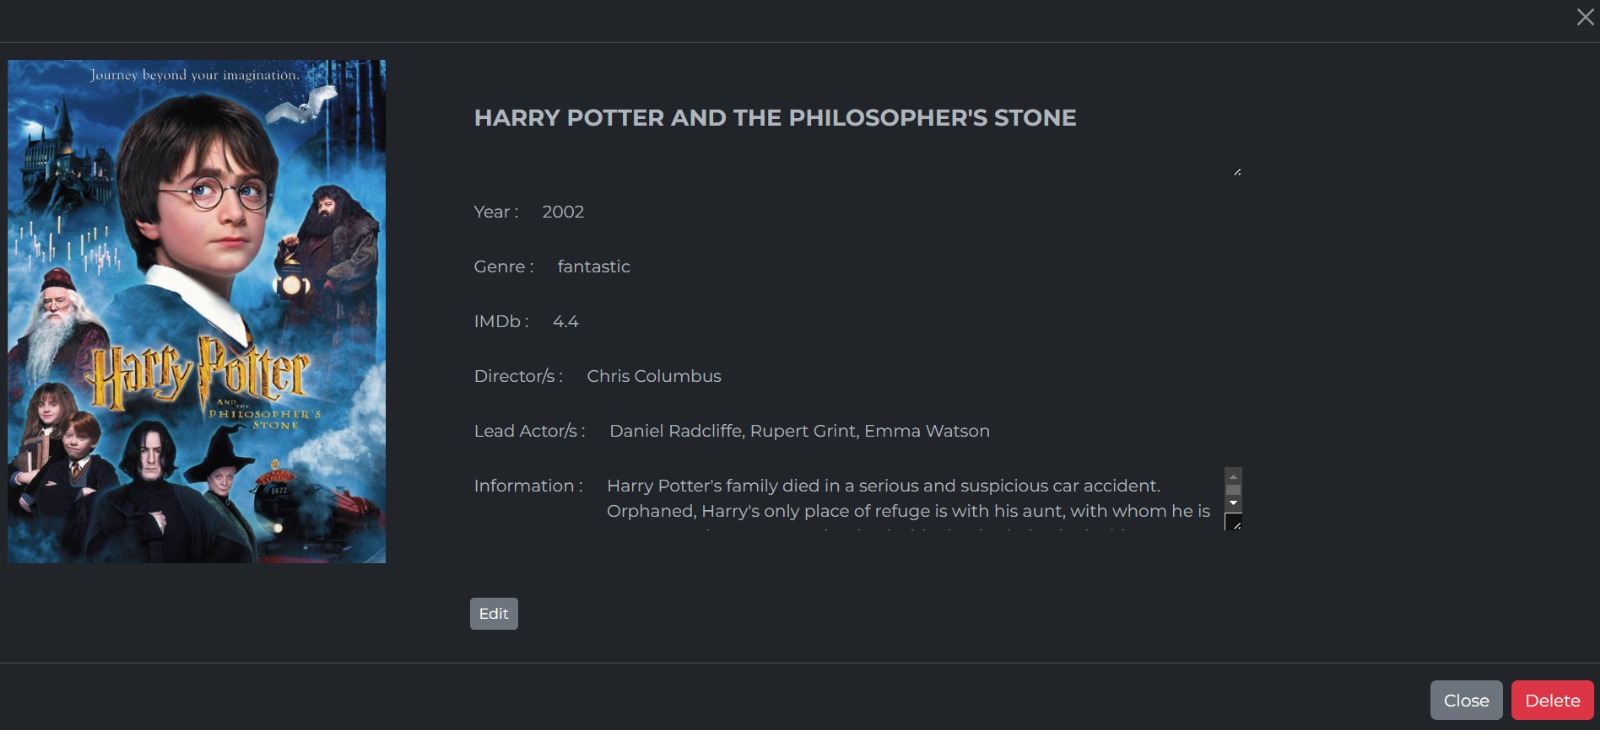 Journey beyond your imagination.
Harry Potter
AND THE
PHILOSOPHER'S
STONE
5972
HARRY POTTER AND THE PHILOSOPHER'S STONE
Year : 2002
Genre : fantastic
IMDb : 4.4
Director/s : Chris Columbus
Lead Actor/s : Daniel Radcliffe, Rupert Grint, Emma Watson
Information : Harry Potter's family died in a serious and suspicious car accident.
Orphaned, Harry's only place of refuge is with his aunt, with whom he is
Edit
Close Delete